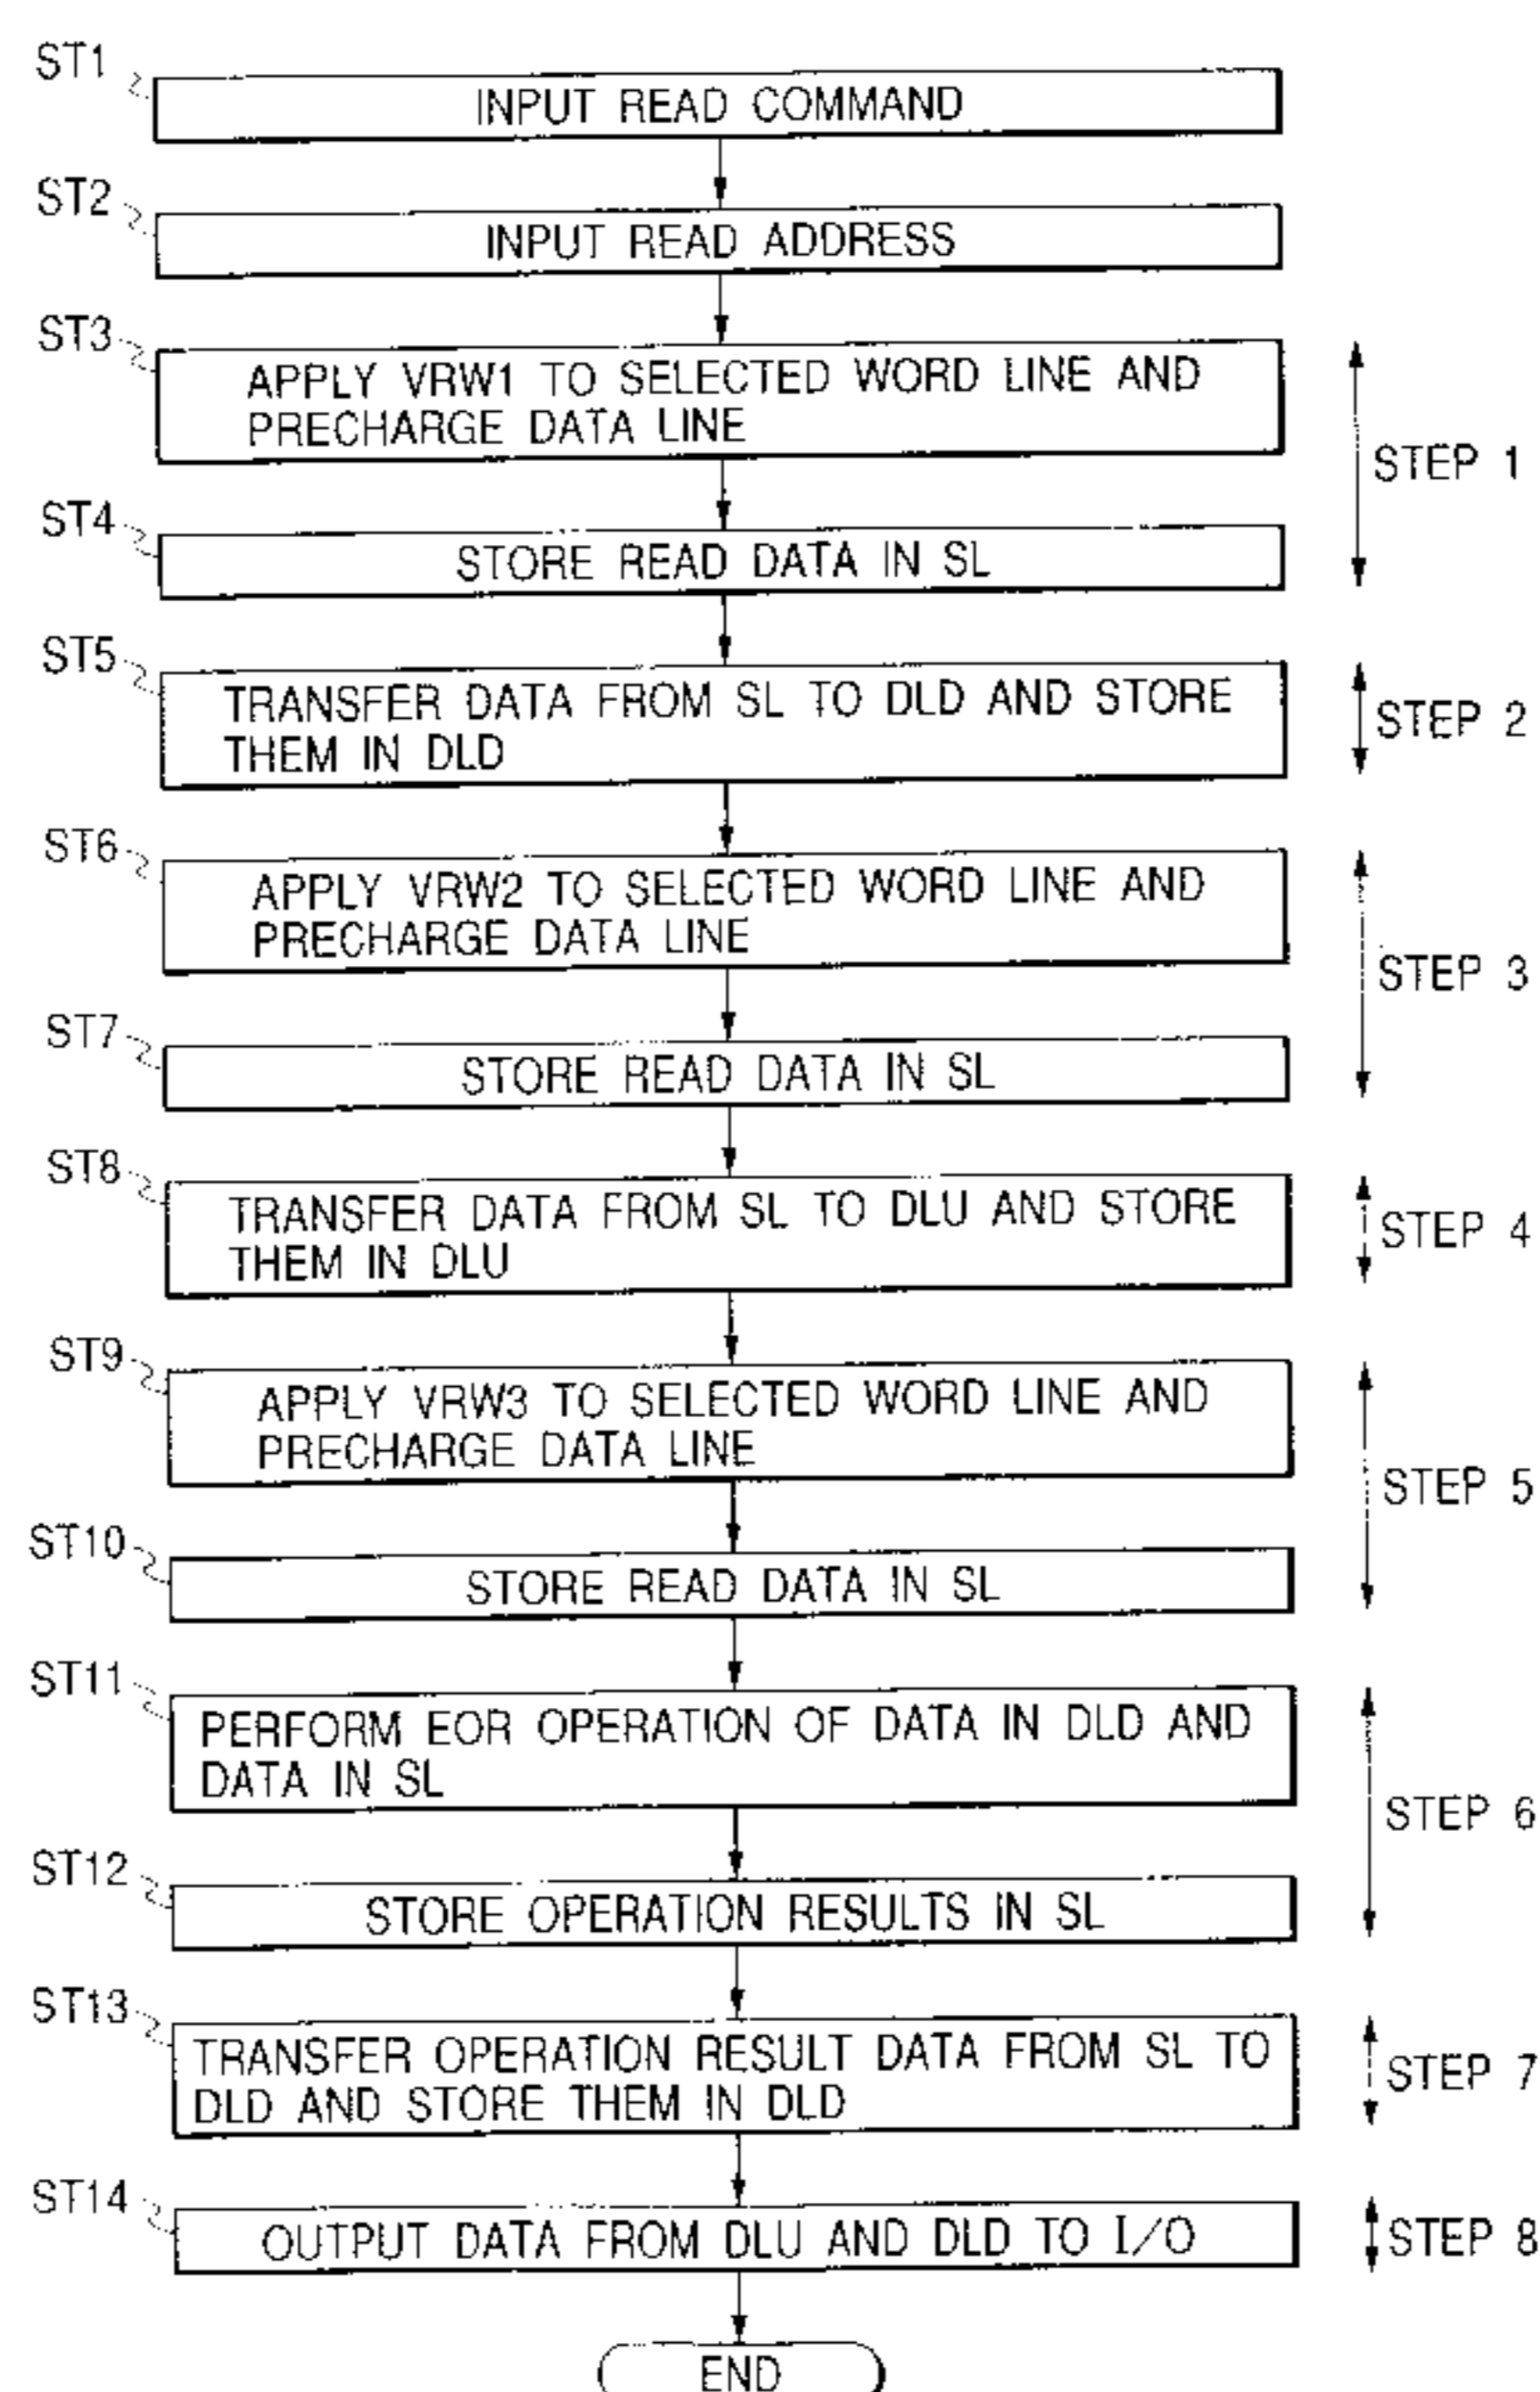 ST1
INPUT READ COMMAND
ST2
INPUT READ ADDRESS
ST3
APPLY VRW1 TO SELECTED WORD LINE AND
PRECHARGE DATA LINE
STEP 1
ST4
STORE READ DATA IN SL
ST5
TRANSFER DATA FROM SL TO DLD AND STORE
THEM IN DLD
STEP 2
ST6
APPLY VRW2 TO SELECTED WORD LINE AND
PRECHARGE DATA LINE
STEP 3
ST7
STORE READ DATA IN SL
ST8
TRANSFER DATA FROM SL TO DLU AND STORE
THEM IN DLU
STEP 4
ST9
APPLY VRW3 TO SELECTED WORD LINE AND
PRECHARGE DATA LINE
STEP 5
ST10
STORE READ DATA IN SL
ST11
PERFORM EOR OPERATION OF DATA IN DLD AND
DATA IN SL
STEP 6
ST12
STORE OPERATION RESULTS IN SL
ST13
TRANSFER OPERATION RESULT DATA FROM SL TO
DLD AND STORE THEM IN DLD
STEP 7
ST14
OUTPUT DATA FROM DLU AND DLD TO I/O
STEP 8
END